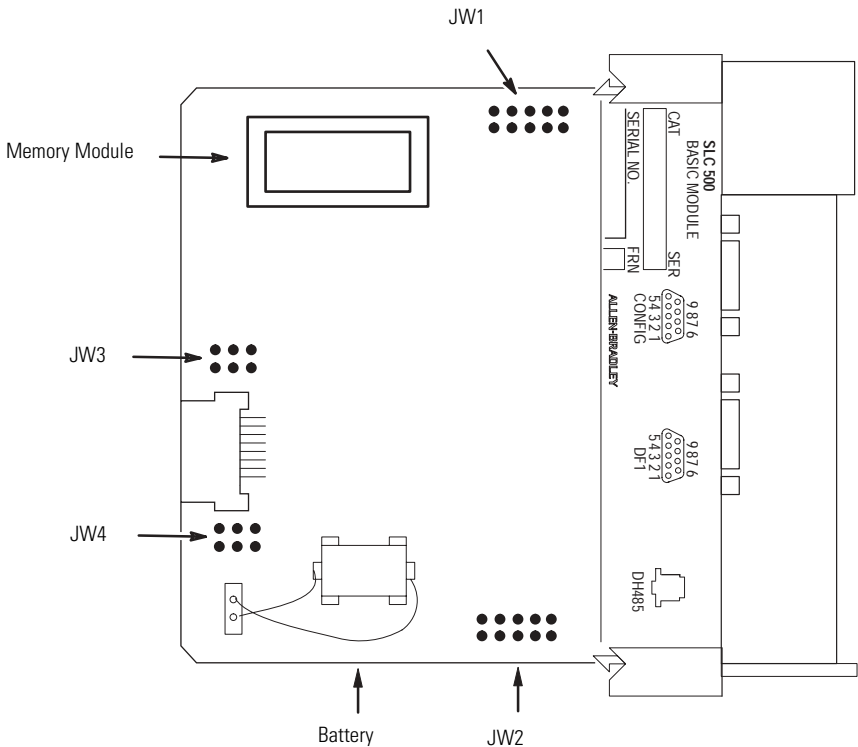 JW1
Memory Module
CAT
SERIAL NO.
SLC 500
BASIC MODULE
SER
FRN
9 8 7 6
5 4 3 2 1
CONFIG
ALLEN-BRADLEY
JW3
9 8 7 6
5 4 3 2 1
DF1
JW4
DH485
Battery
JW2